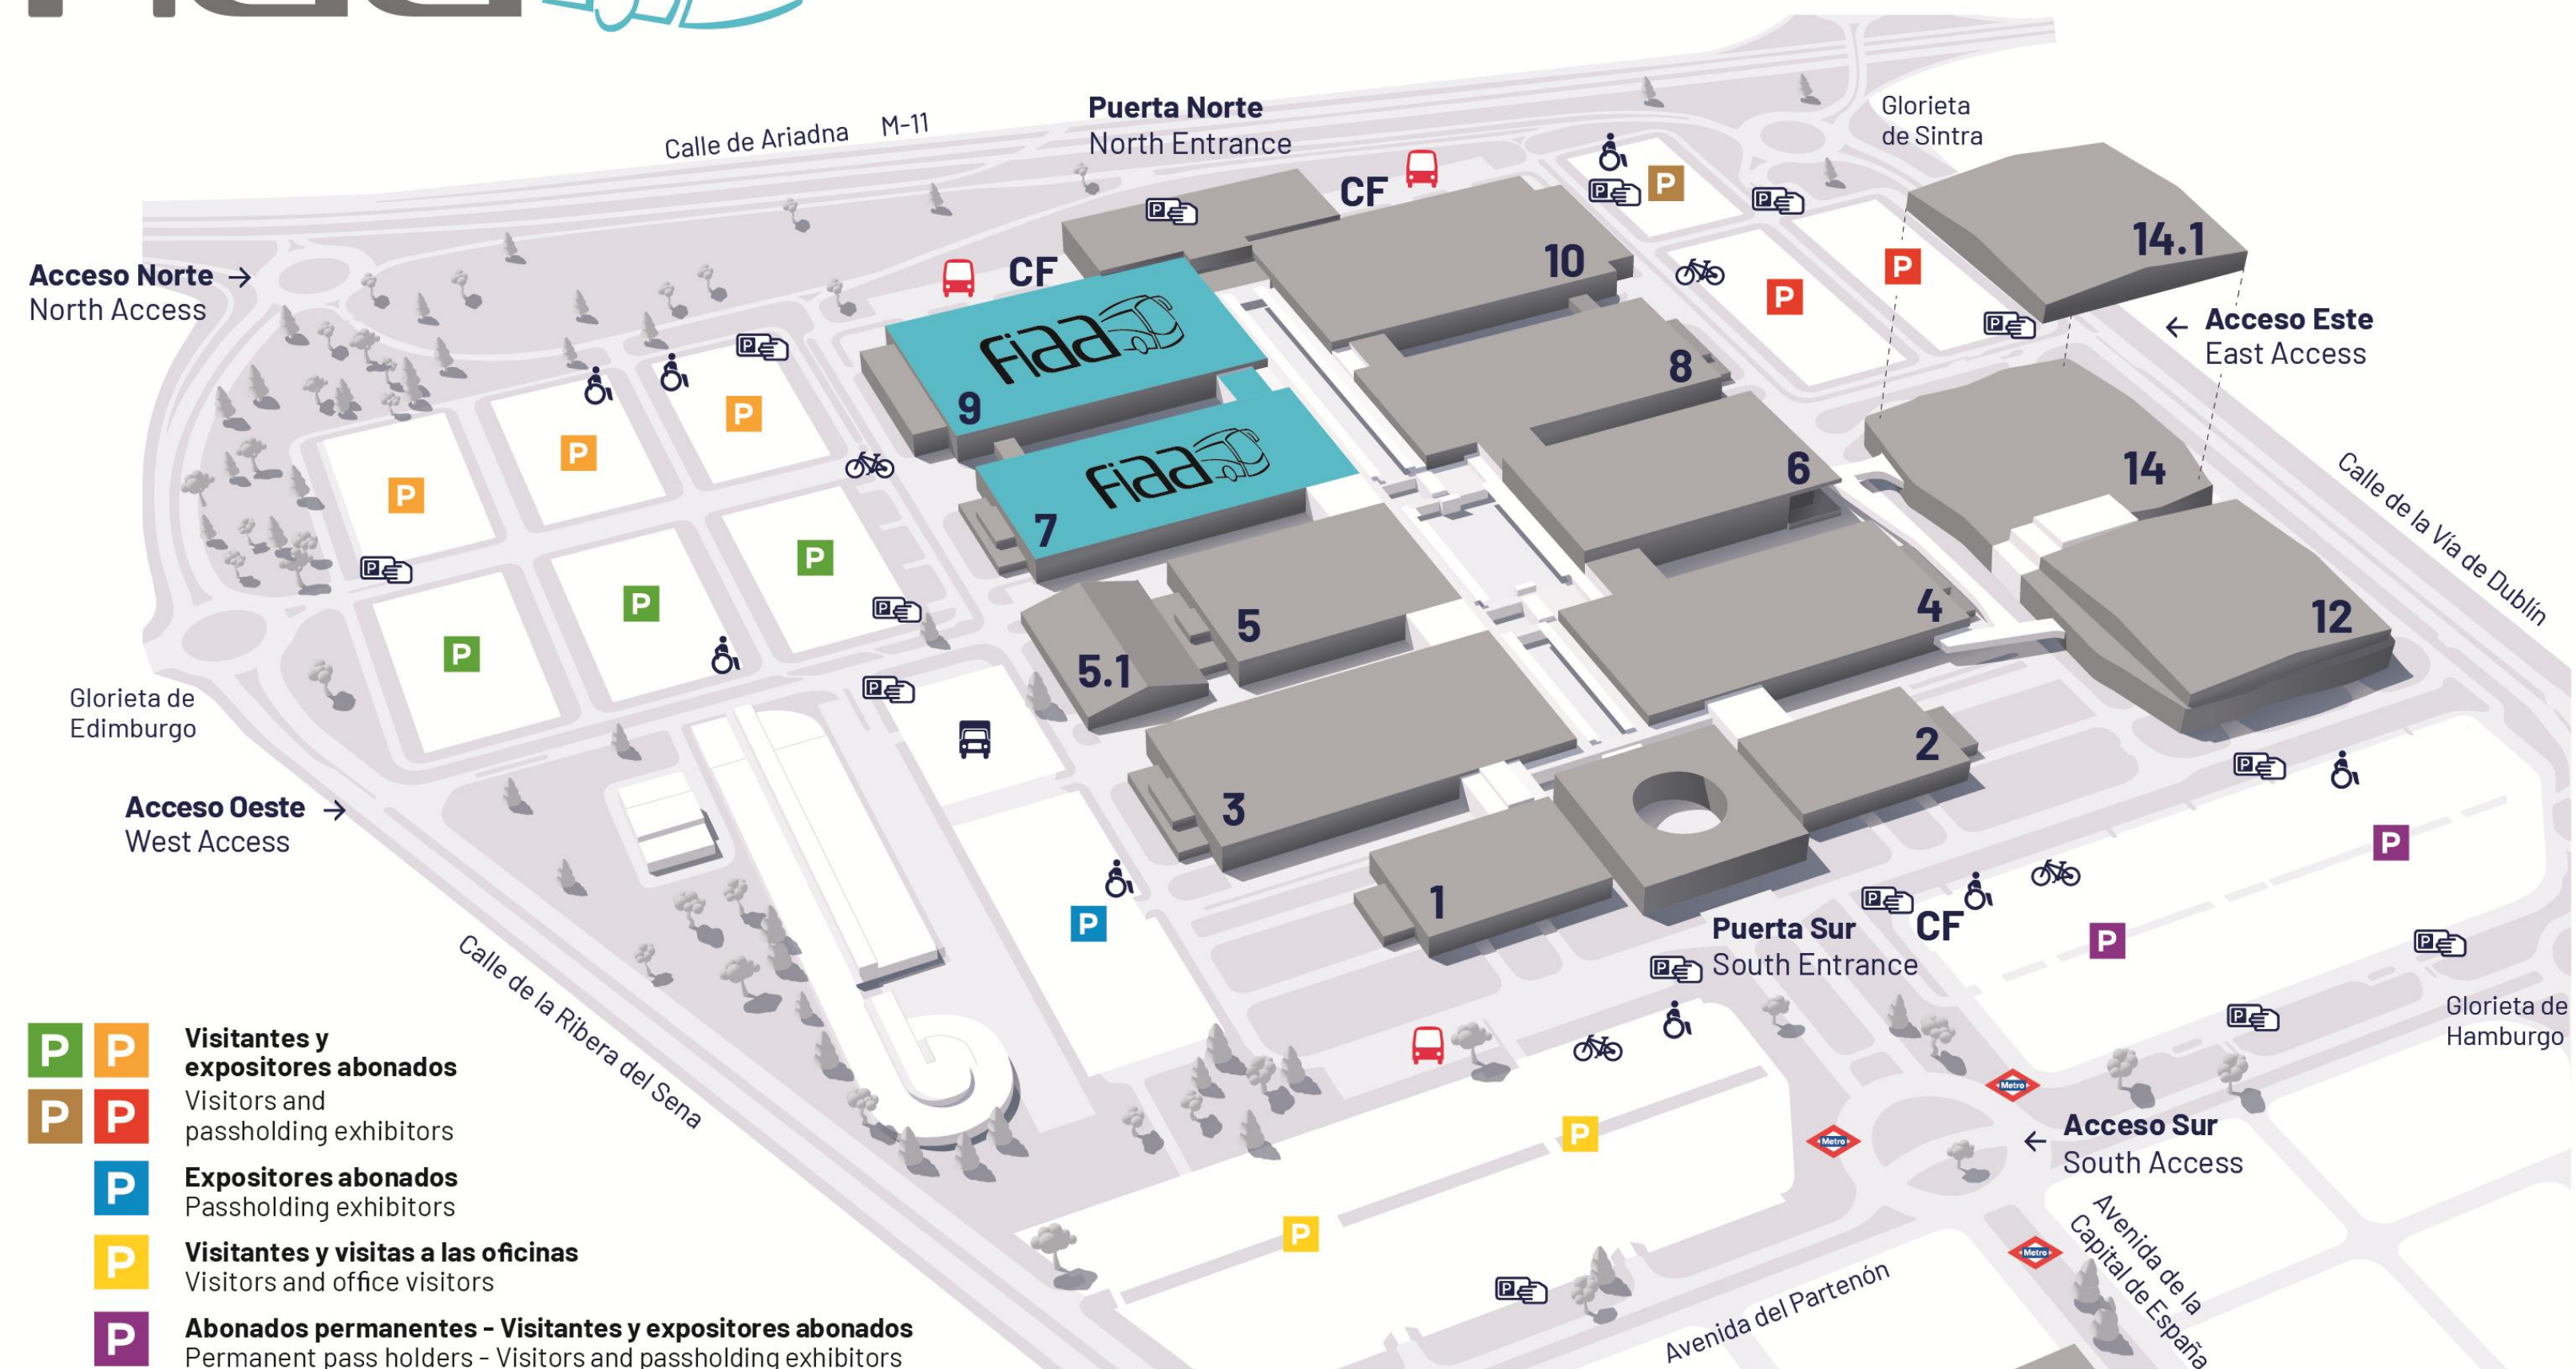 fiaa
Puerta Norte
North Entrance
Calle de Ariadna M-11
Glorieta
de Sintra
CF
P
P
10
14.1
Acceso Norte →
North Access
CF
P
P
P
P
← Acceso Este
East Access
fiaa
9
8
P
P
P
P
6
14
fiaa
7
Calle de la Vía de Dublín
P
P
P
P
P
5
5.1
4
12
P
Glorieta de
Edimburgo
2
P
Acceso Oeste →
West Access
3
1
P
P
P
CF
Puerta Sur
South Entrance
P
P
P
P
Glorieta de
Hamburgo
Calle de la Ribera del Sena
Metro
Metro
Metro
← Acceso Sur
South Access
P
P
P
Avenida del Partenón
Avenida de la
Capital de España
P P
Visitantes y
expositores abonados
P P
Visitors and
passholding exhibitors
P
Expositores abonados
Passholding exhibitors
P
Visitantes y visitas a las oficinas
Visitors and office visitors
P
Abonados permanentes - Visitantes y expositores abonados
Permanent pass holders - Visitors and passholding exhibitors